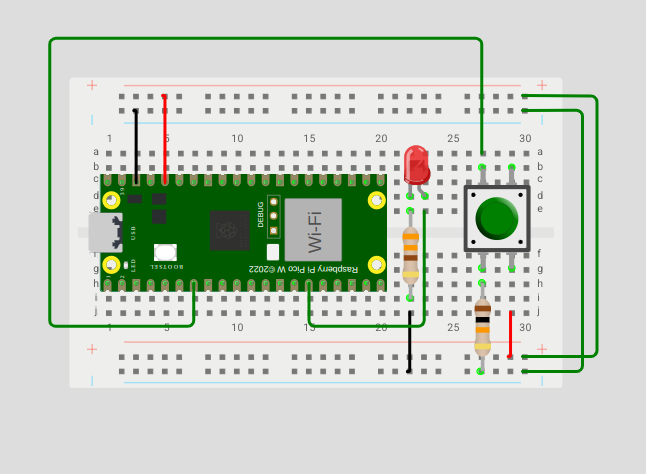 1 5 10 15 20 25 30
a a
b b
c c
d d
e e
DEBUG
Wi-Fi
USB
LED
BOOTSEL
Raspberry Pi Pico W ©2022
f f
g g
h h
i i
j j
1 5 10 15 20 25 30